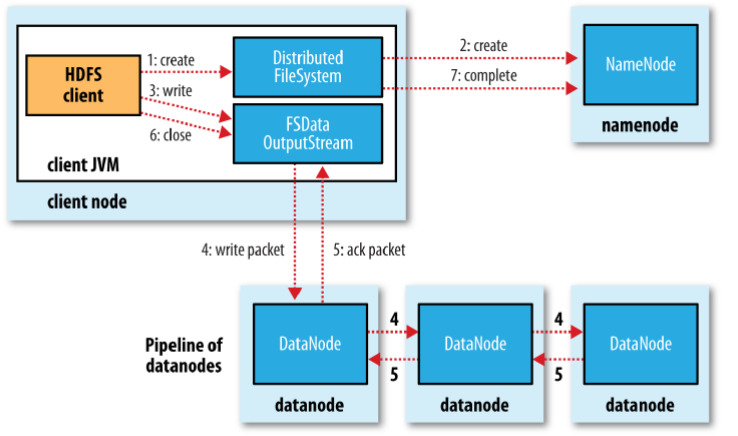 HDFS
client
1: create
3: write
6: close
Distributed
FileSystem
FSData
OutputStream
client JVM
client node
2: create
7: complete
NameNode
namenode
4: write packet
5: ack packet
Pipeline of
datanodes
DataNode
datanode
4
5
DataNode
datanode
4
5
DataNode
datanode